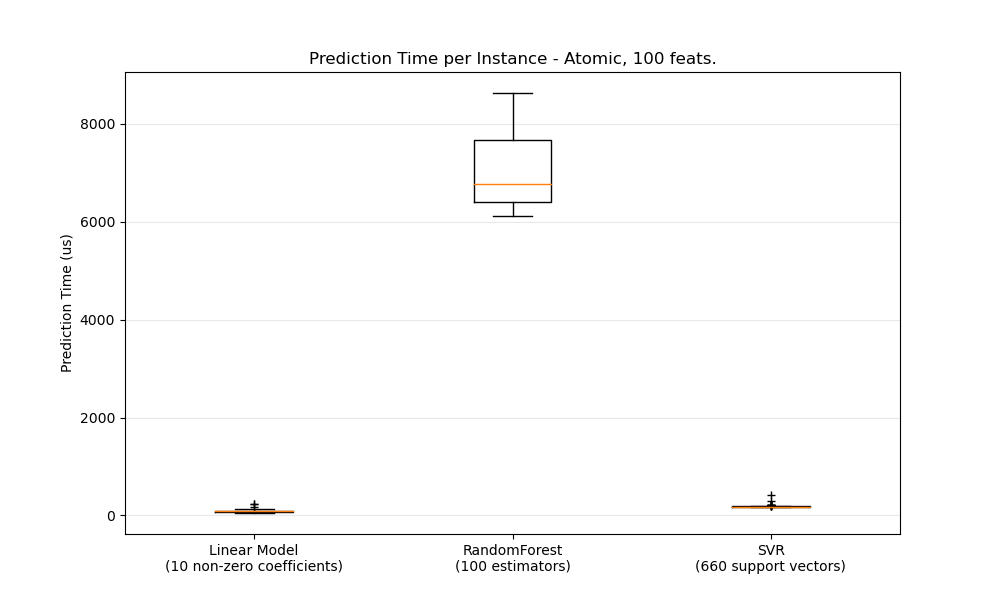 Prediction Time per Instance - Atomic, 100 feats.
Prediction Time (us)
8000
6000
4000
2000
0
Linear Model
(10 non-zero coefficients)
RandomForest
(100 estimators)
SVR
(660 support vectors)